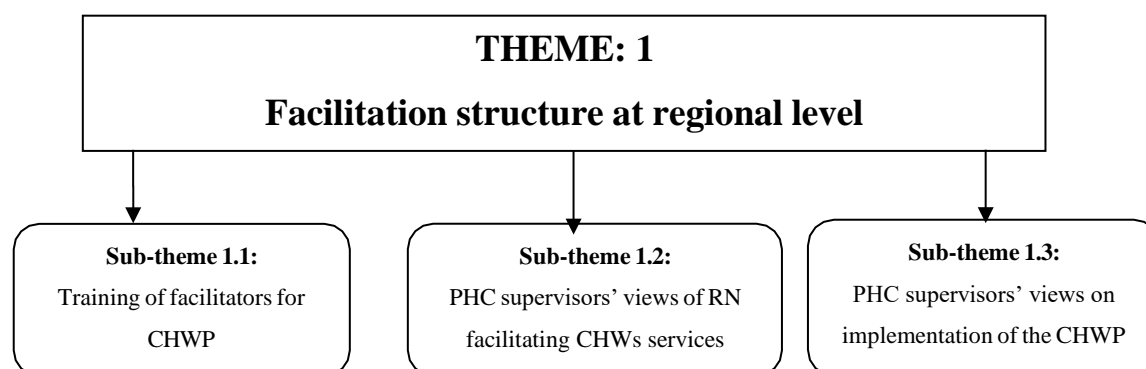 THEME: 1
Facilitation structure at regional level
Sub-theme 1.1:
Training of facilitators for
CHWP
Sub-theme 1.2:
PHC supervisors’ views of RN
facilitating CHWs services
Sub-theme 1.3:
PHC supervisors’ views on
implementation of the CHWP